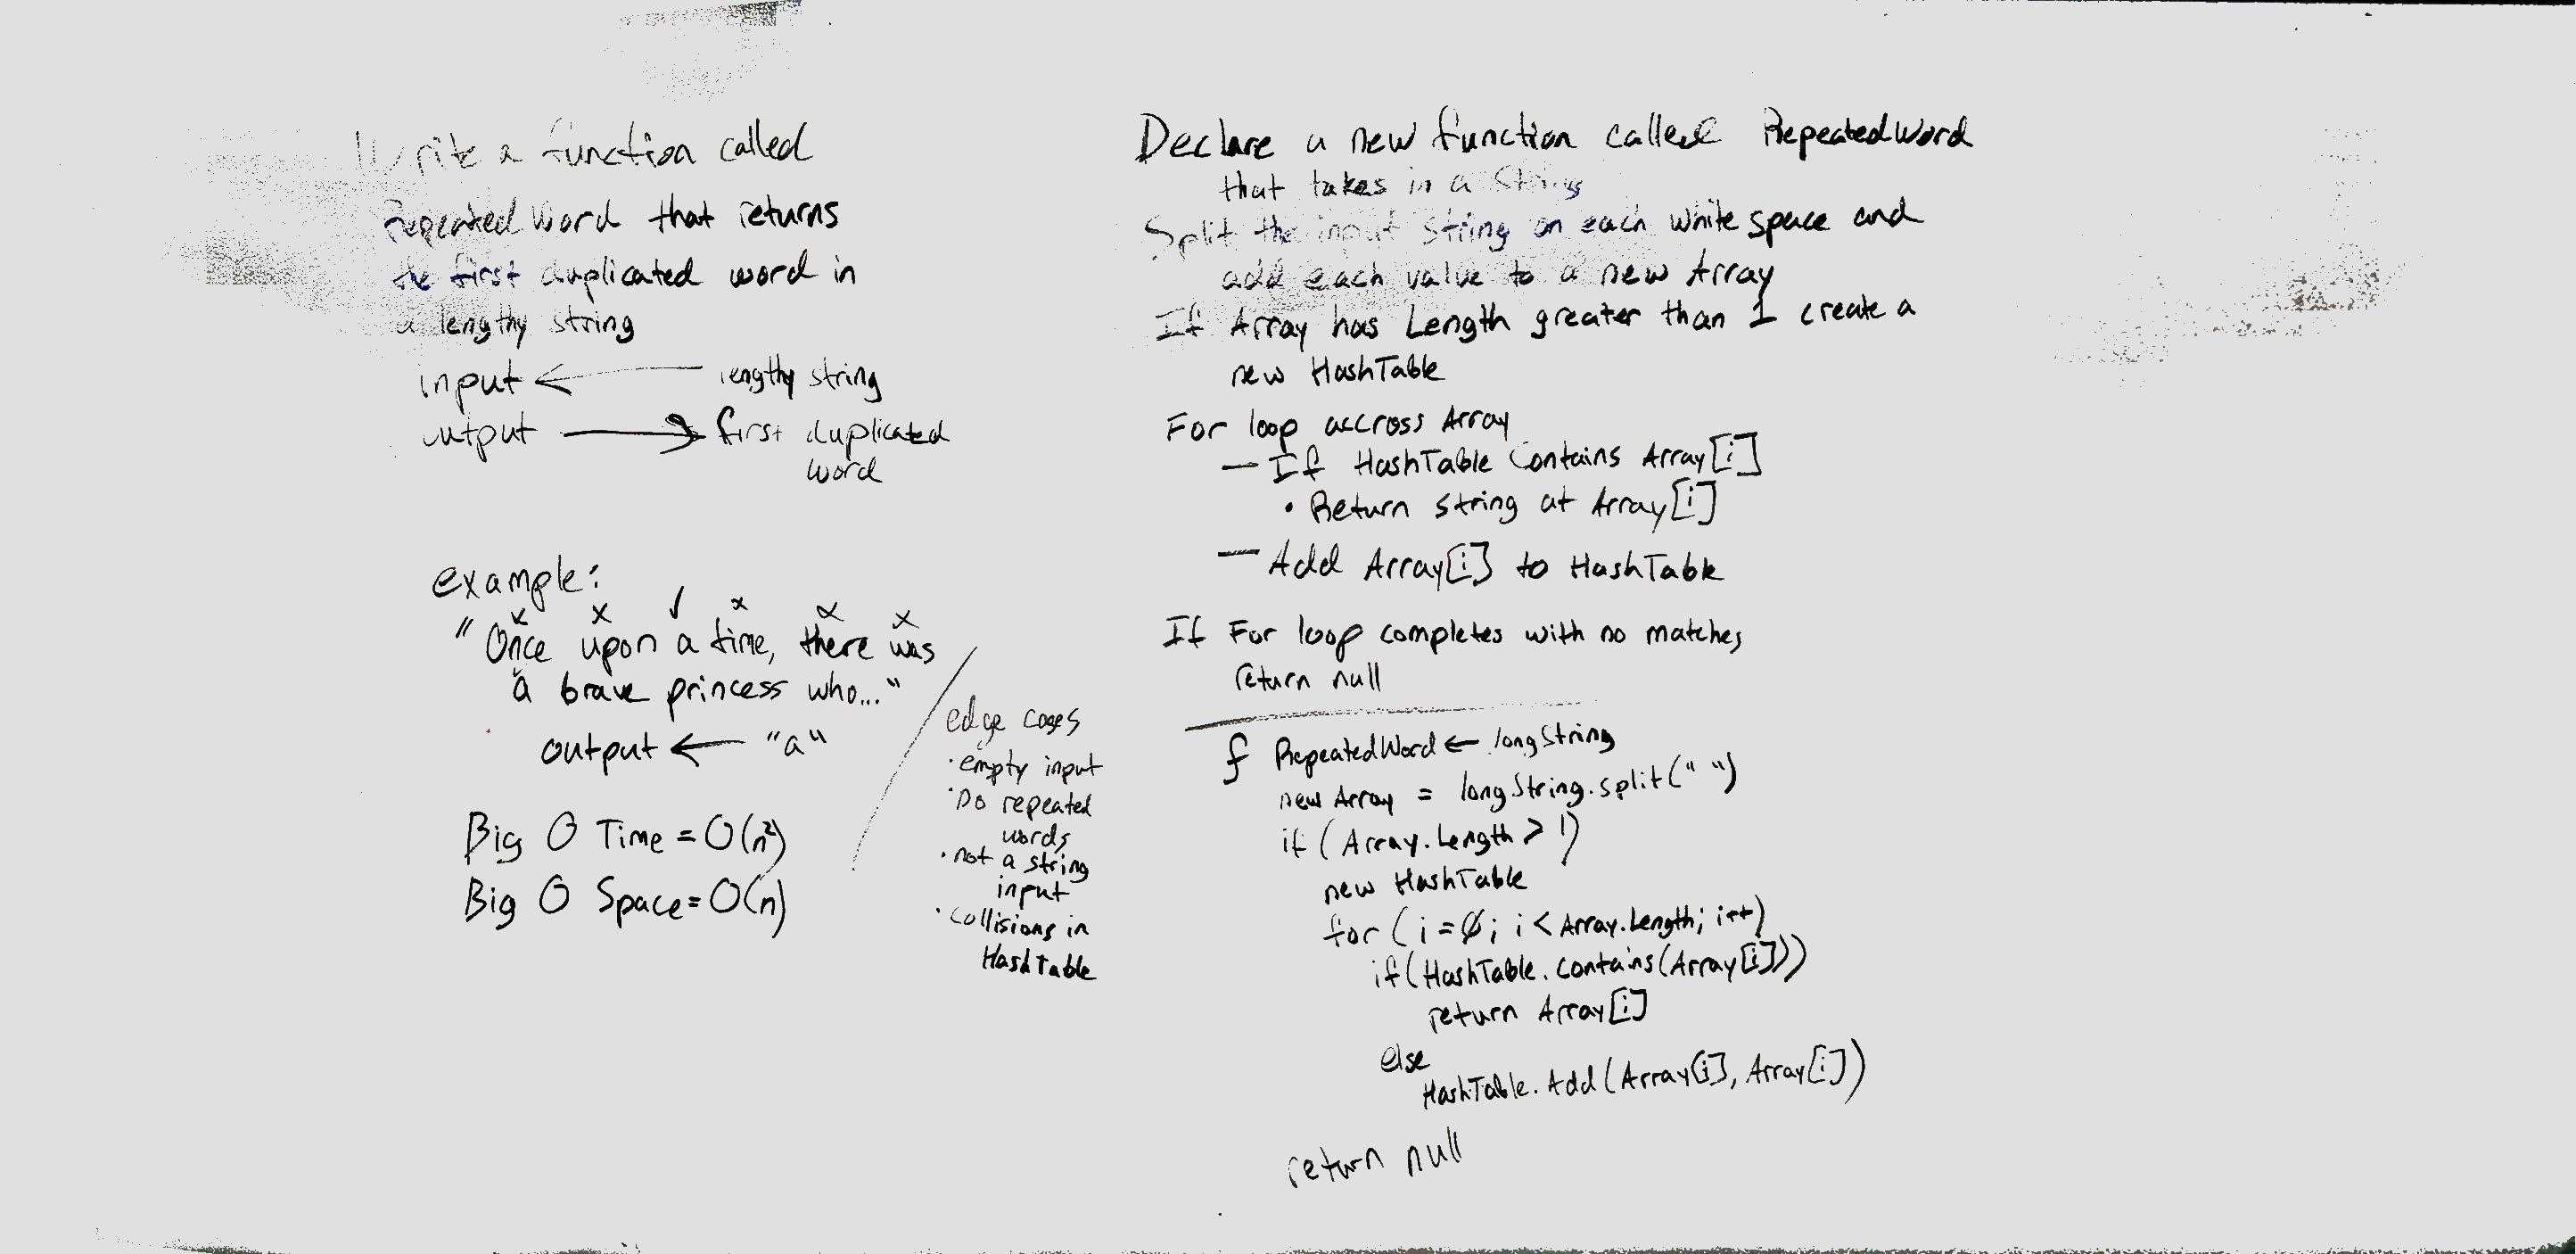 Write a function called
Repeated Word that returns
the first duplicated word in
a lengthy string
input ← lengthy string
output → first duplicated
word
example:
x x ✓ x x x
"Once upon a time, there was
a brave princess who..."
output ← "a"
Big O Time = O(n²)
Big O Space = O(n)
edge cases
· empty input
· no repeated
words
· not a string
input
· collisions in
HashTable
Declare a new function called RepeatedWord
that takes in a string
Split the input string on each white space and
add each value to a new Array
If Array has Length greater than 1 create a
new HashTable
For loop accross Array
— If HashTable Contains Array[i]
• Return string at Array[i]
— Add Array[i] to HashTable
If For loop completes with no matches
return null
f RepeatedWord ← longString
new Array = longString.split(" ")
if (Array.Length > 1)
new HashTable
for (i = 0; i < Array.Length; i++)
if (HashTable.contains(Array[i]))
return Array[i]
else
HashTable.Add(Array[i], Array[i])
return null